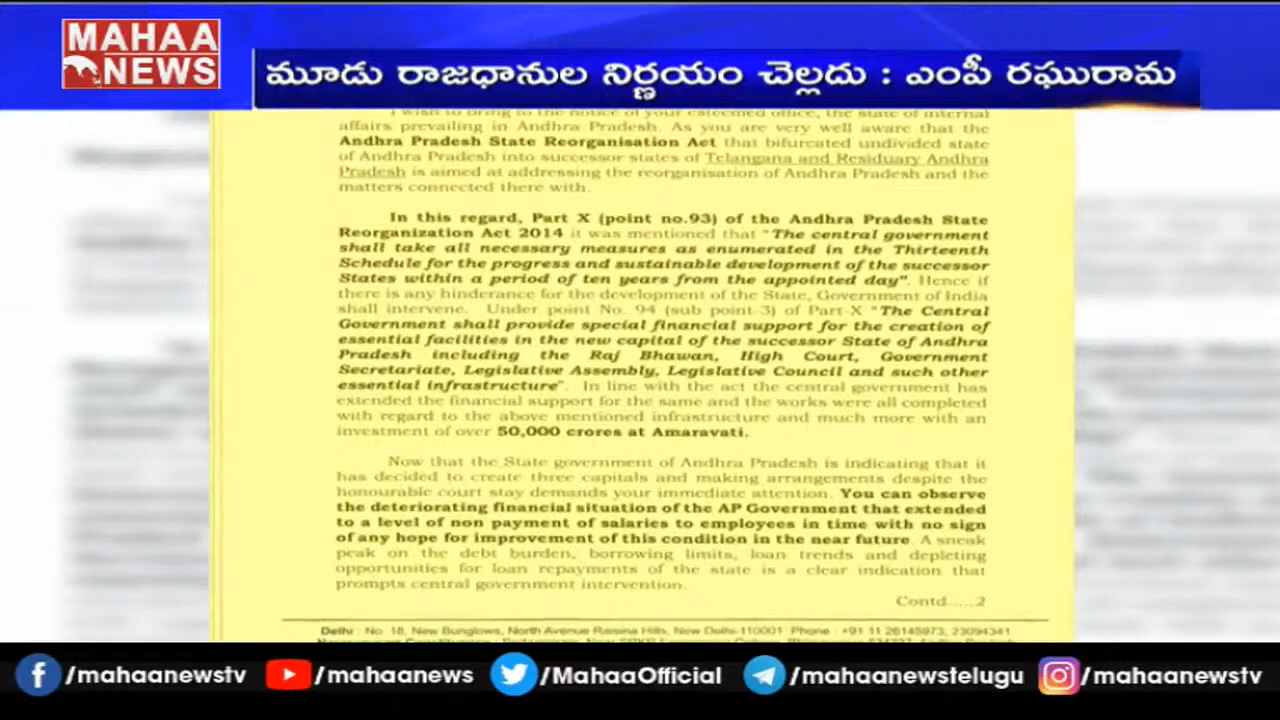 MAHAA
NEWS
మూడు రాజధానుల నిర్ణయం చెల్లదు : ఎంపీ రఘురామ
I wish to bring to the notice of your esteemed office, the state of internal
affairs prevailing in Andhra Pradesh. As you are very well aware that the
Andhra Pradesh State Reorganisation Act that bifurcated undivided state
of Andhra Pradesh into successor states of Telangana and Residuary Andhra
Pradesh is aimed at addressing the reorganisation of Andhra Pradesh and the
matters connected there with.
In this regard, Part X (point no.93) of the Andhra Pradesh State
Reorganization Act 2014 it was mentioned that "The central government
shall take all necessary measures as enumerated in the Thirteenth
Schedule for the progress and sustainable development of the successor
States within a period of ten years from the appointed day". Hence if
there is any hinderance for the development of the State, Government of India
shall intervene. Under point No. 94 (sub point-3) of Part-X "The Central
Government shall provide special financial support for the creation of
essential facilities in the new capital of the successor State of Andhra
Pradesh including the Raj Bhawan, High Court, Government
Secretariate, Legislative Assembly, Legislative Council and such other
essential infrastructure". In line with the act the central government has
extended the financial support for the same and the works were all completed
with regard to the above mentioned infrastructure and much more with an
investment of over 50,000 crores at Amaravati.
Now that the State government of Andhra Pradesh is indicating that it
has decided to create three capitals and making arrangements despite the
honourable court stay demands your immediate attention. You can observe
the deteriorating financial situation of the AP Government that extended
to a level of non payment of salaries to employees in time with no sign
of any hope for improvement of this condition in the near future. A sneak
peak on the debt burden, borrowing limits, loan trends and depleting
opportunities for loan repayments of the state is a clear indication that
prompts central government intervention.
Contd.....2
Delhi : No. 18, New Bunglows, North Avenue Raisina Hills, New Delhi-110001 Phone : +91 11 26145973, 23094341
/mahaanewstv
/mahaanews
/MahaaOfficial
/mahaanewstelugu
/mahaanewstv